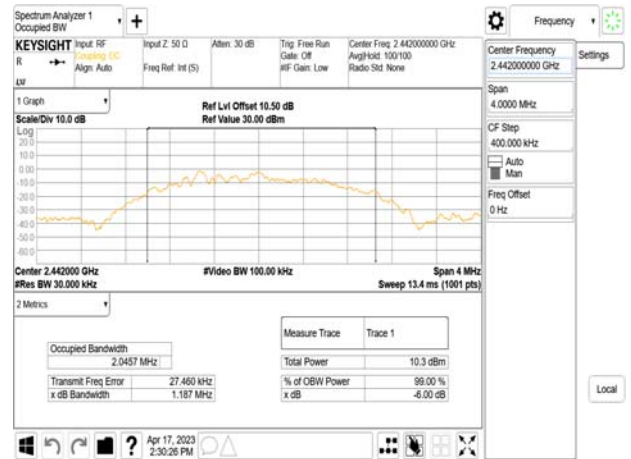 Spectrum Analyzer 1
Occupied BW
Frequency
KEYSIGHT
Input: RF
Coupling: DC
Align: Auto
Input Z: 50 Ω
Freq Ref: Int (S)
Atten: 30 dB
Trig: Free Run
Gate: Off
#IF Gain: Low
Center Freq: 2.442000000 GHz
Avg|Hold: 100/100
Radio Std: None
R
Center Frequency
2.442000000 GHz
Settings
Span
4.0000 MHz
CF Step
400.000 kHz
Auto
Man
Freq Offset
0 Hz
1 Graph
Scale/Div 10.0 dB
Ref Lvl Offset 10.50 dB
Ref Value 30.00 dBm
Log
20.0
10.0
0.00
-10.0
-20.0
-30.0
-40.0
-50.0
-60.0
Center 2.442000 GHz
#Res BW 30.000 kHz
#Video BW 100.00 kHz
Span 4 MHz
Sweep 13.4 ms (1001 pts)
2 Metrics
Measure Trace Trace 1
Occupied Bandwidth
2.0457 MHz
Total Power 10.3 dBm
Transmit Freq Error 27.460 kHz
% of OBW Power 99.00 %
x dB Bandwidth 1.187 MHz
x dB -6.00 dB
Local
?
Apr 17, 2023
2:30:26 PM